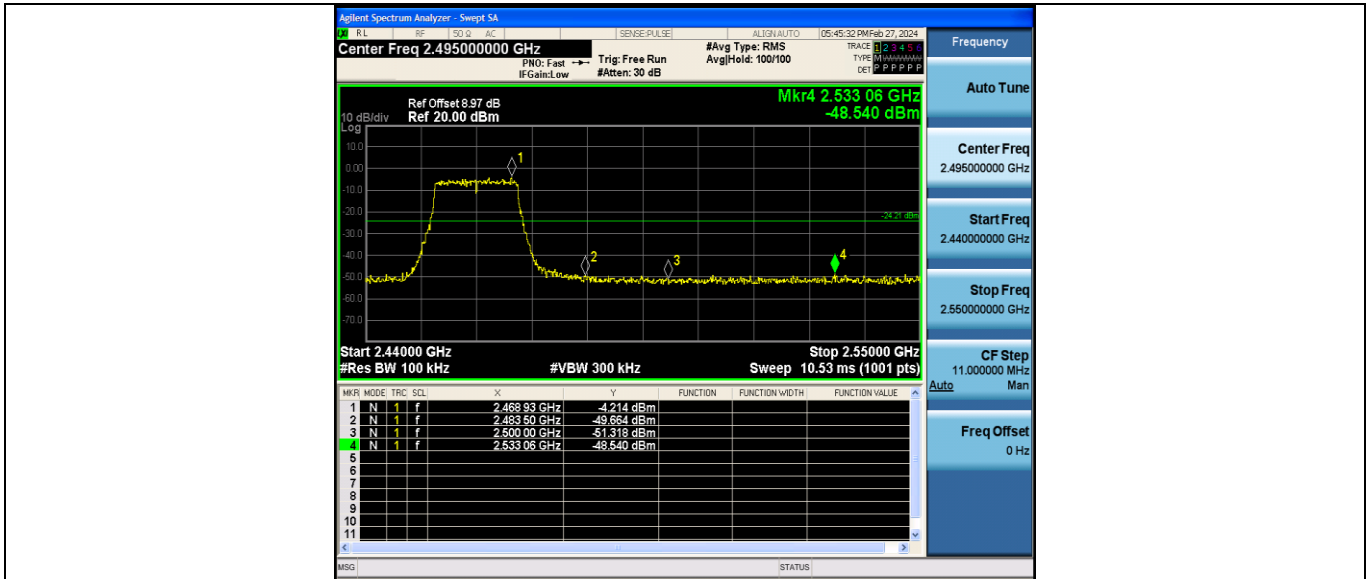 Agilent Spectrum Analyzer - Swept SA
LXI RL RF 50 Ω AC SENSE:PULSE ALIGN AUTO 05:45:32 PM Feb 27, 2024
Center Freq 2.495000000 GHz #Avg Type: RMS TRACE 1 2 3 4 5 6
PNO: Fast Trig: Free Run Avg|Hold: 100/100 TYPE M WWWWW
IFGain:Low #Atten: 30 dB DET P P P P P P
Frequency
Auto Tune
Center Freq
2.495000000 GHz
Start Freq
2.440000000 GHz
Stop Freq
2.550000000 GHz
CF Step
11.000000 MHz
Auto Man
Freq Offset
0 Hz
Mkr4 2.533 06 GHz
-48.540 dBm
Ref Offset 8.97 dB
10 dB/div Ref 20.00 dBm
Log
10.0
0.00
-10.0
-20.0
-30.0
-40.0
-50.0
-60.0
-70.0
1
-24.21 dBm
2
3
4
Start 2.44000 GHz Stop 2.55000 GHz
#Res BW 100 kHz #VBW 300 kHz Sweep 10.53 ms (1001 pts)
MKR MODE TRC SCL X Y FUNCTION FUNCTION WIDTH FUNCTION VALUE
1 N 1 f 2.468 93 GHz -4.214 dBm
2 N 1 f 2.483 50 GHz -49.664 dBm
3 N 1 f 2.500 00 GHz -51.318 dBm
4 N 1 f 2.533 06 GHz -48.540 dBm
5
6
7
8
9
10
11
MSG STATUS